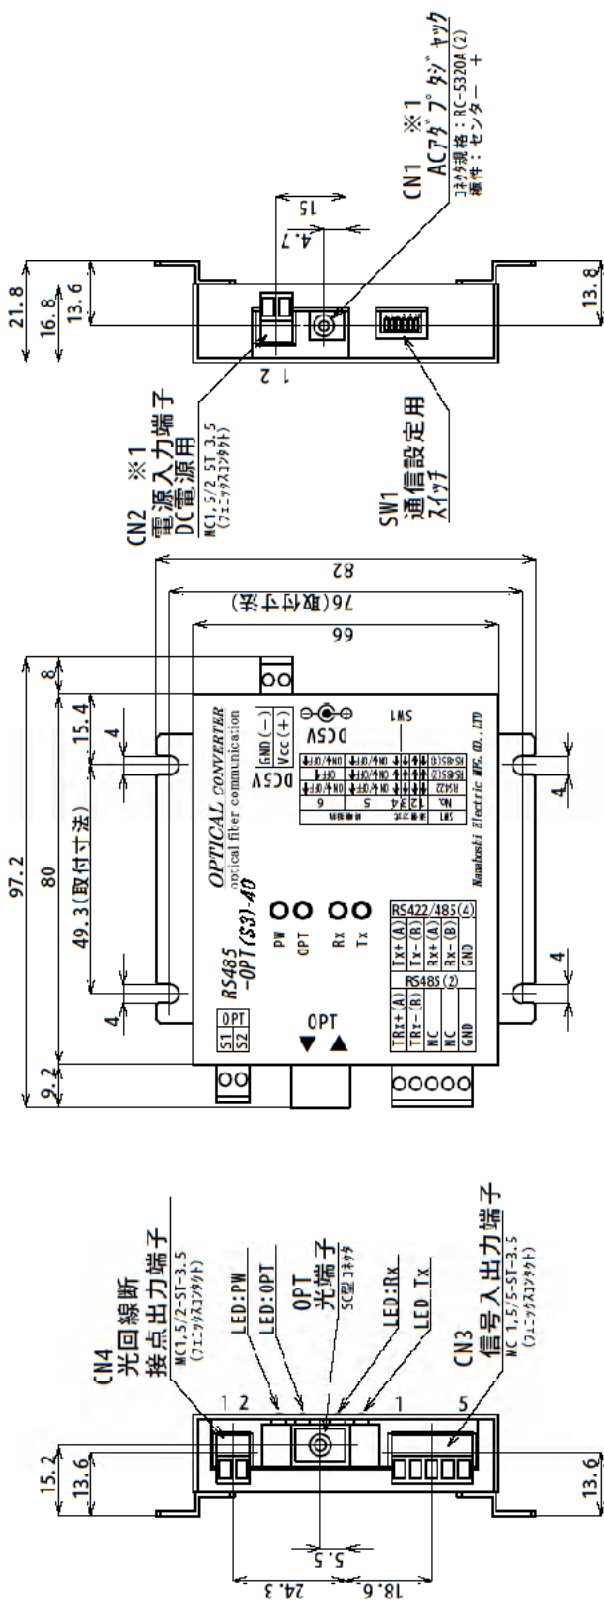 21.8
16.8
13.6
15
4.7
13.8
1 2
CN1 ※1
ACアダプタジャック
コネクタ規格：RC-5320A(2)
極性：センター ＋
CN2 ※1
電源入力端子
DC電源用
MC1,5/2 ST 3.5
(フェニックスコンタクト)
SW1
通信設定用
スイッチ
97.2
8
80
9.2
15.4
4
49.3(取付寸法)
4
82
76(取付寸法)
66
4
4
OPTICAL CONVERTER
optical fiber communication
RS485
-OPT(S3)-40
DC5V
GND(-)
Vcc(+)
DC5V
SW1
PW
OPT
Rx
Tx
OPT
S1
S2
OPT
RS422/485(4)
Tx+(A)
Tx-(B)
Rx+(A)
Rx-(B)
GND
RS485(2)
TRx+(A)
TRx-(B)
NC
NC
GND
SW1
No.
1 2
5
6
RS422
RS485(2)
RS485(4)
ON↑/OFF↓
OFF↓
CN4
光回線断
接点出力端子
MC1,5/2-ST-3.5
(フェニックスコンタクト)
LED:PW
LED:OPT
OPT
光端子
SC型コネクタ
LED:Rx
LED Tx
CN3
信号入出力端子
MC 1,5/5-ST-3.5
(フェニックスコンタクト)
1 2
1 5
15.2
13.6
13.6
5.5
24.3
18.6